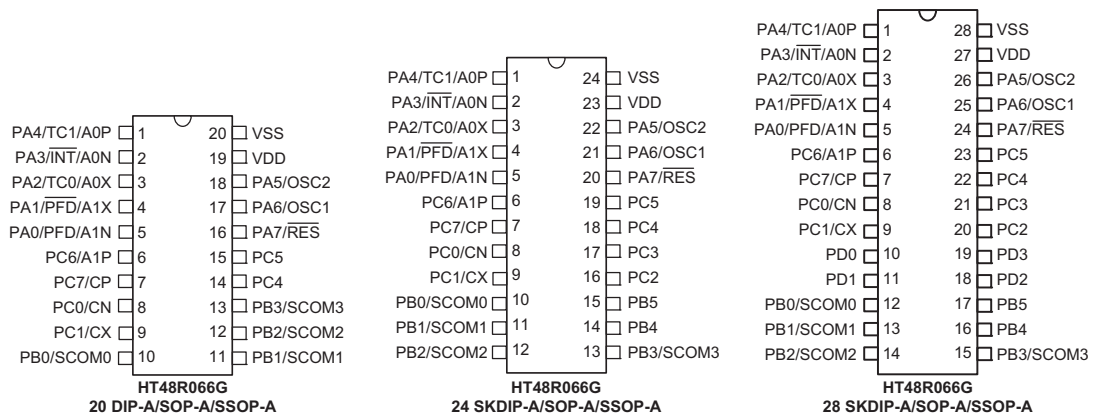 PA4/TC1/A0P 1 20 VSS
PA3/INT/A0N 2 19 VDD
PA2/TC0/A0X 3 18 PA5/OSC2
PA1/PFD/A1X 4 17 PA6/OSC1
PA0/PFD/A1N 5 16 PA7/RES
PC6/A1P 6 15 PC5
PC7/CP 7 14 PC4
PC0/CN 8 13 PB3/SCOM3
PC1/CX 9 12 PB2/SCOM2
PB0/SCOM0 10 11 PB1/SCOM1
HT48R066G
20 DIP-A/SOP-A/SSOP-A
PA4/TC1/A0P 1 24 VSS
PA3/INT/A0N 2 23 VDD
PA2/TC0/A0X 3 22 PA5/OSC2
PA1/PFD/A1X 4 21 PA6/OSC1
PA0/PFD/A1N 5 20 PA7/RES
PC6/A1P 6 19 PC5
PC7/CP 7 18 PC4
PC0/CN 8 17 PC3
PC1/CX 9 16 PC2
PB0/SCOM0 10 15 PB5
PB1/SCOM1 11 14 PB4
PB2/SCOM2 12 13 PB3/SCOM3
HT48R066G
24 SKDIP-A/SOP-A/SSOP-A
PA4/TC1/A0P 1 28 VSS
PA3/INT/A0N 2 27 VDD
PA2/TC0/A0X 3 26 PA5/OSC2
PA1/PFD/A1X 4 25 PA6/OSC1
PA0/PFD/A1N 5 24 PA7/RES
PC6/A1P 6 23 PC5
PC7/CP 7 22 PC4
PC0/CN 8 21 PC3
PC1/CX 9 20 PC2
PD0 10 19 PD3
PD1 11 18 PD2
PB0/SCOM0 12 17 PB5
PB1/SCOM1 13 16 PB4
PB2/SCOM2 14 15 PB3/SCOM3
HT48R066G
28 SKDIP-A/SOP-A/SSOP-A